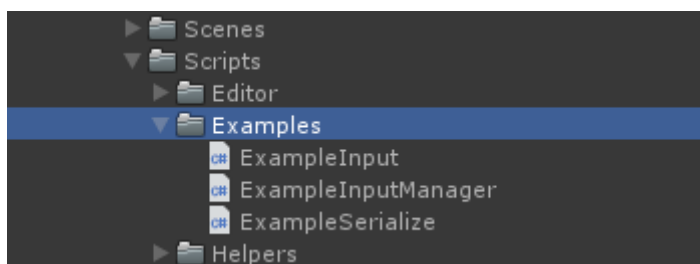 Scenes
Scripts
Editor
Examples
c# ExampleInput
c# ExampleInputManager
c# ExampleSerialize
Helpers